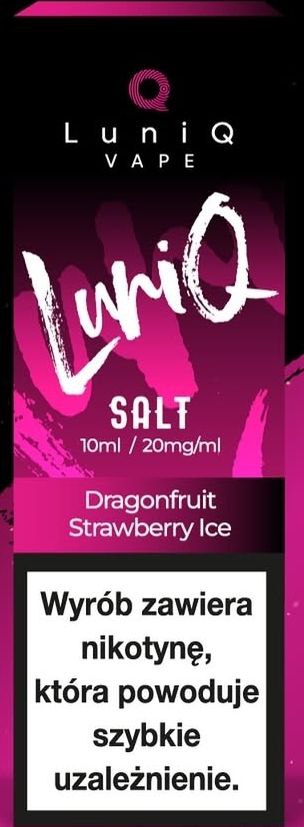 LuniQ
VAPE
LuniQ
SALT
10ml / 20mg/ml
Dragonfruit
Strawberry Ice
Wyrób zawiera
nikotynę,
która powoduje
szybkie
uzależnienie.